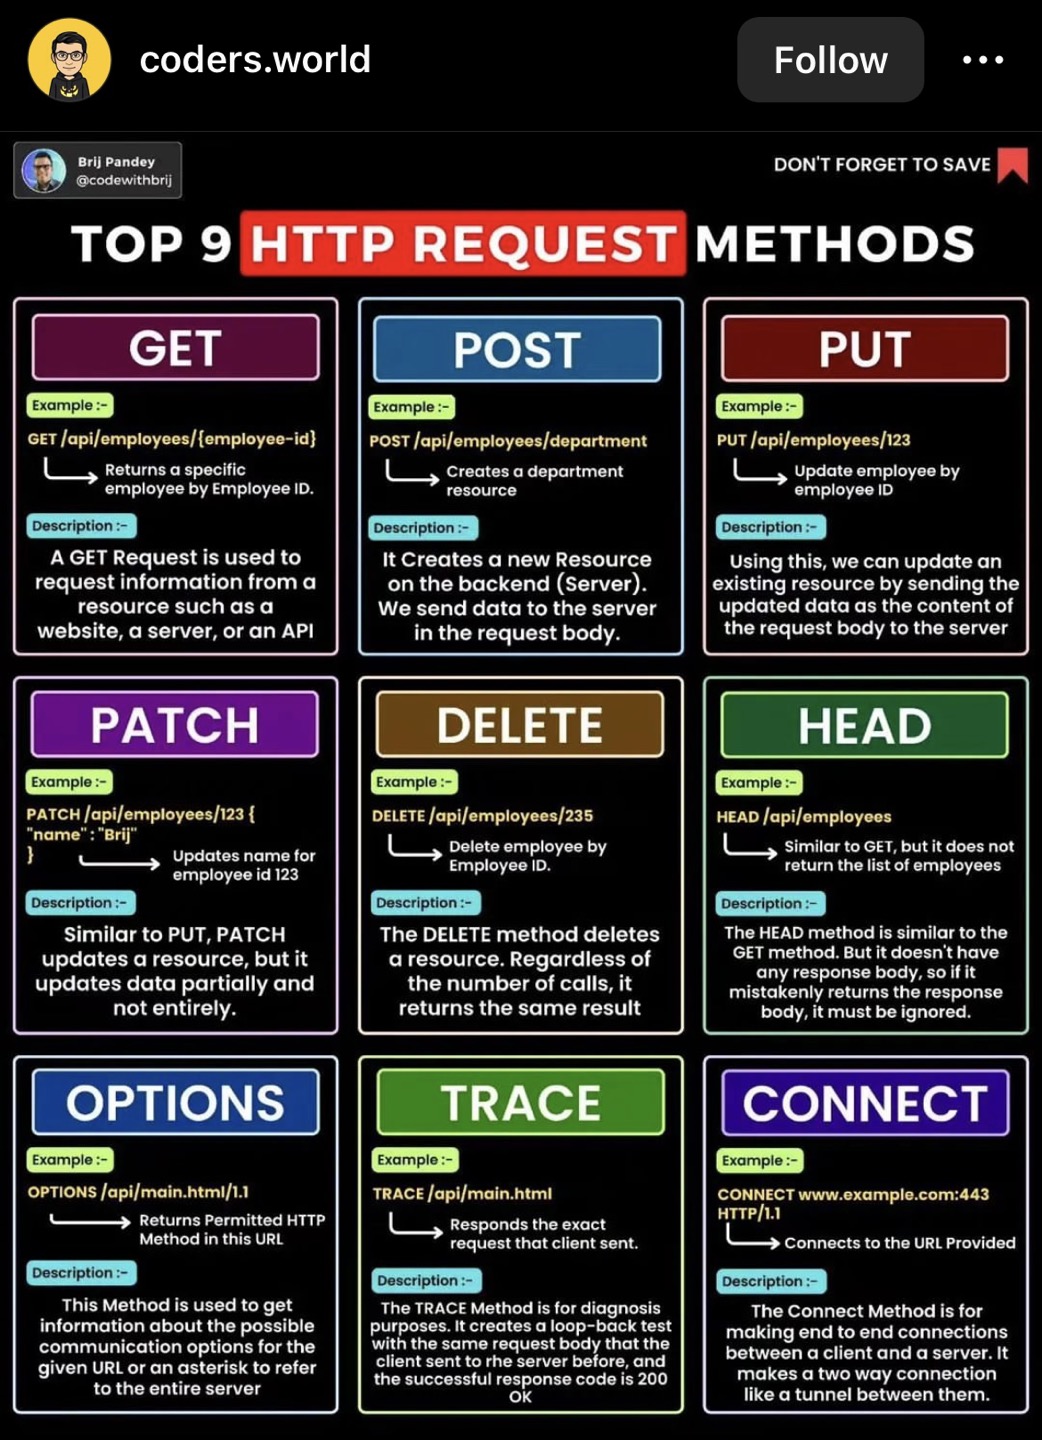 coders.world
Follow
Brij Pandey
@codewithbrij
DON'T FORGET TO SAVE
TOP 9 HTTP REQUEST METHODS
GET
Example :-
GET /api/employees/{employee-id}
Returns a specific
employee by Employee ID.
Description :-
A GET Request is used to
request information from a
resource such as a
website, a server, or an API
POST
Example :-
POST /api/employees/department
Creates a department
resource
Description :-
It Creates a new Resource
on the backend (Server).
We send data to the server
in the request body.
PUT
Example :-
PUT /api/employees/123
Update employee by
employee ID
Description :-
Using this, we can update an
existing resource by sending the
updated data as the content of
the request body to the server
PATCH
Example :-
PATCH /api/employees/123 {
"name" : "Brij"
}
Updates name for
employee id 123
Description :-
Similar to PUT, PATCH
updates a resource, but it
updates data partially and
not entirely.
DELETE
Example :-
DELETE /api/employees/235
Delete employee by
Employee ID.
Description :-
The DELETE method deletes
a resource. Regardless of
the number of calls, it
returns the same result
HEAD
Example :-
HEAD /api/employees
Similar to GET, but it does not
return the list of employees
Description :-
The HEAD method is similar to the
GET method. But it doesn't have
any response body, so if it
mistakenly returns the response
body, it must be ignored.
OPTIONS
Example :-
OPTIONS /api/main.html/1.1
Returns Permitted HTTP
Method in this URL
Description :-
This Method is used to get
information about the possible
communication options for the
given URL or an asterisk to refer
to the entire server
TRACE
Example :-
TRACE /api/main.html
Responds the exact
request that client sent.
Description :-
The TRACE Method is for diagnosis
purposes. It creates a loop-back test
with the same request body that the
client sent to rhe server before, and
the successful response code is 200
OK
CONNECT
Example :-
CONNECT www.example.com:443
HTTP/1.1
Connects to the URL Provided
Description :-
The Connect Method is for
making end to end connections
between a client and a server. It
makes a two way connection
like a tunnel between them.